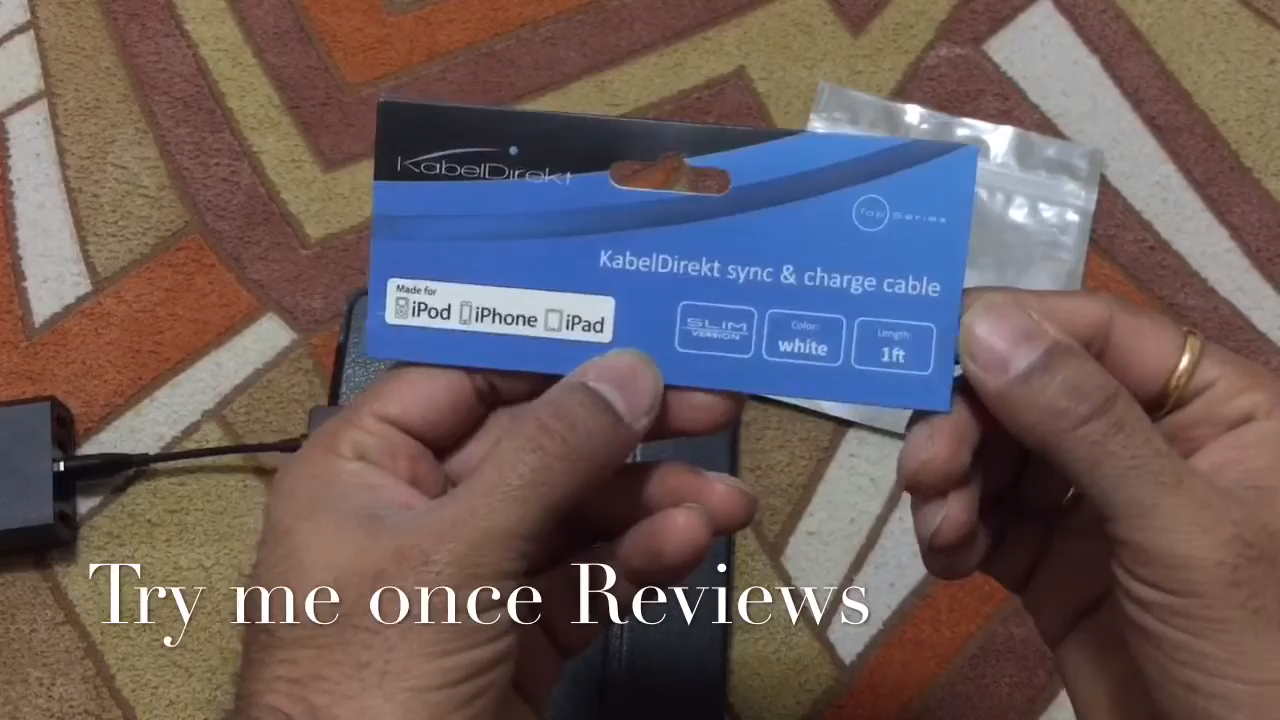 KabelDirekt
Top Series
KabelDirekt sync & charge cable
Made for
iPod iPhone iPad
SLIM
VERSION
Color:
white
Length:
1ft
Try me once Reviews